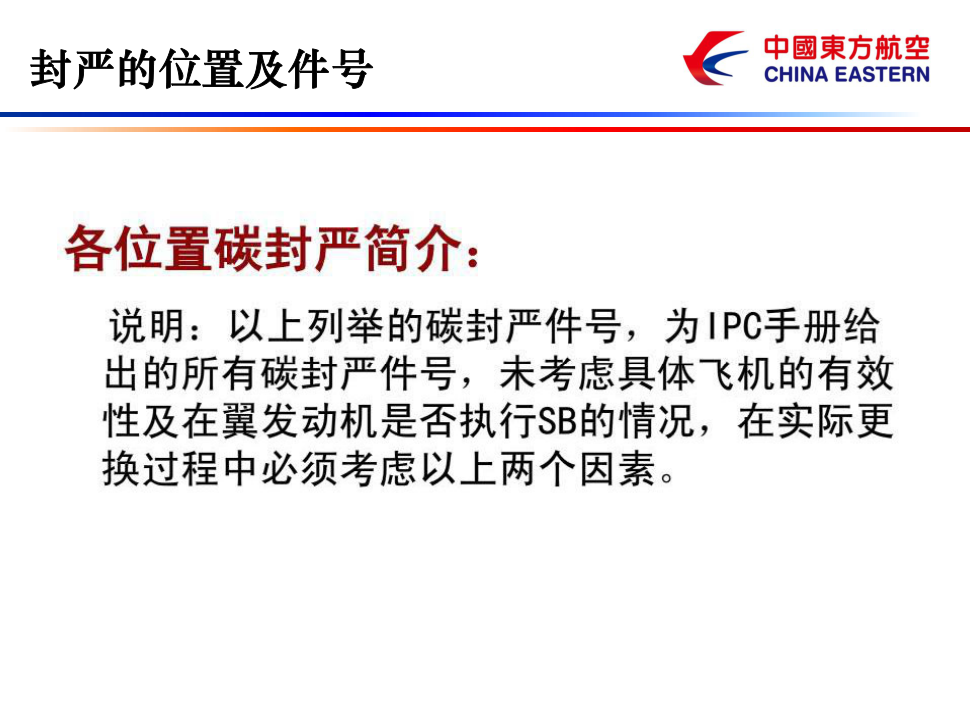 封严的位置及件号
中國東方航空
CHINA EASTERN
各位置碳封严简介：
说明：以上列举的碳封严件号，为IPC手册给
出的所有碳封严件号，未考虑具体飞机的有效
性及在翼发动机是否执行SB的情况，在实际更
换过程中必须考虑以上两个因素。